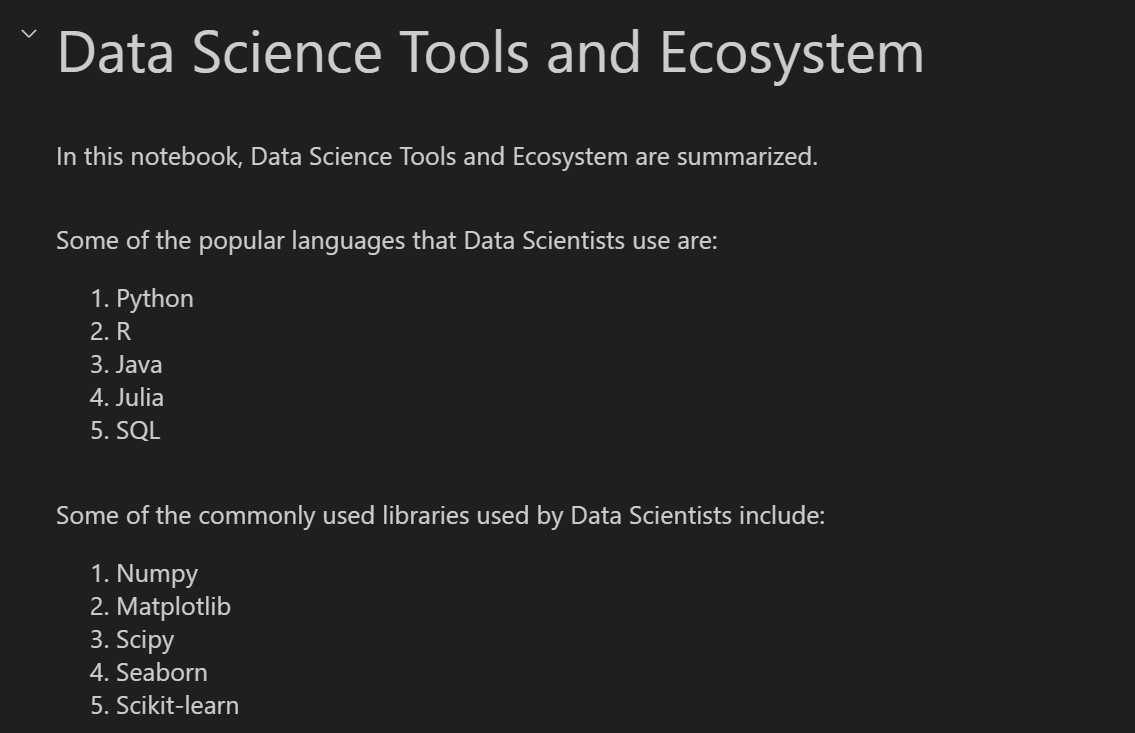 Data Science Tools and Ecosystem
In this notebook, Data Science Tools and Ecosystem are summarized.
Some of the popular languages that Data Scientists use are:
1. Python
2. R
3. Java
4. Julia
5. SQL
Some of the commonly used libraries used by Data Scientists include:
1. Numpy
2. Matplotlib
3. Scipy
4. Seaborn
5. Scikit-learn